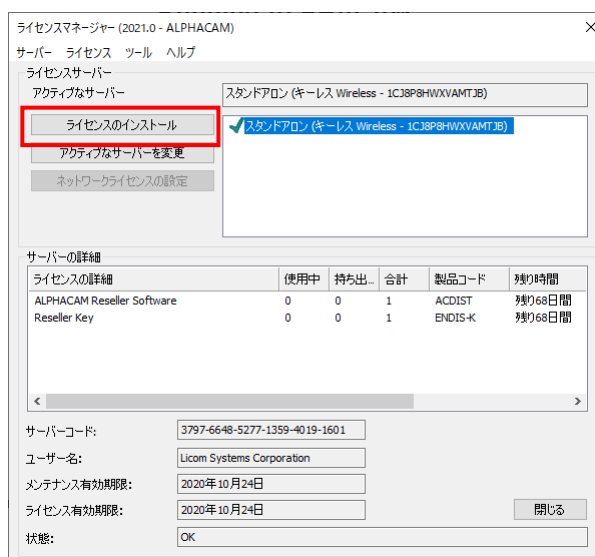 ライセンスマネージャー (2021.0 - ALPHACAM)
サーバー ライセンス ツール ヘルプ
ライセンスサーバー
アクティブなサーバー スタンドアロン (キーレス Wireless - 1CJ8P8HWXVAMTJB)
ライセンスのインストール スタンドアロン (キーレス Wireless - 1CJ8P8HWXVAMTJB)
アクティブなサーバーを変更
ネットワークライセンスの設定
サーバーの詳細
ライセンスの詳細 使用中 持ち出... 合計 製品コード 残り時間
ALPHACAM Reseller Software 0 0 1 ACDIST 残り68日間
Reseller Key 0 0 1 ENDIS-K 残り68日間
サーバーコード: 3797-6648-5277-1359-4019-1601
ユーザー名: Licom Systems Corporation
メンテナンス有効期限: 2020年10月24日
ライセンス有効期限: 2020年10月24日 閉じる
状態: OK